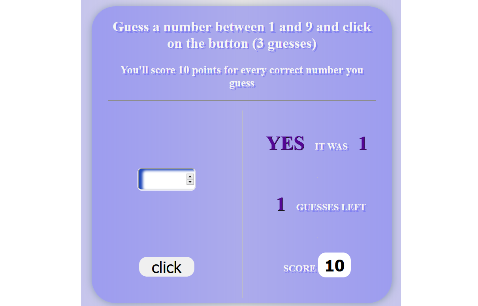 Guess a number between 1 and 9 and click
on the button (3 guesses)
You'll score 10 points for every correct number you
guess
YES IT WAS 1
1 GUESSES LEFT
click
SCORE 10